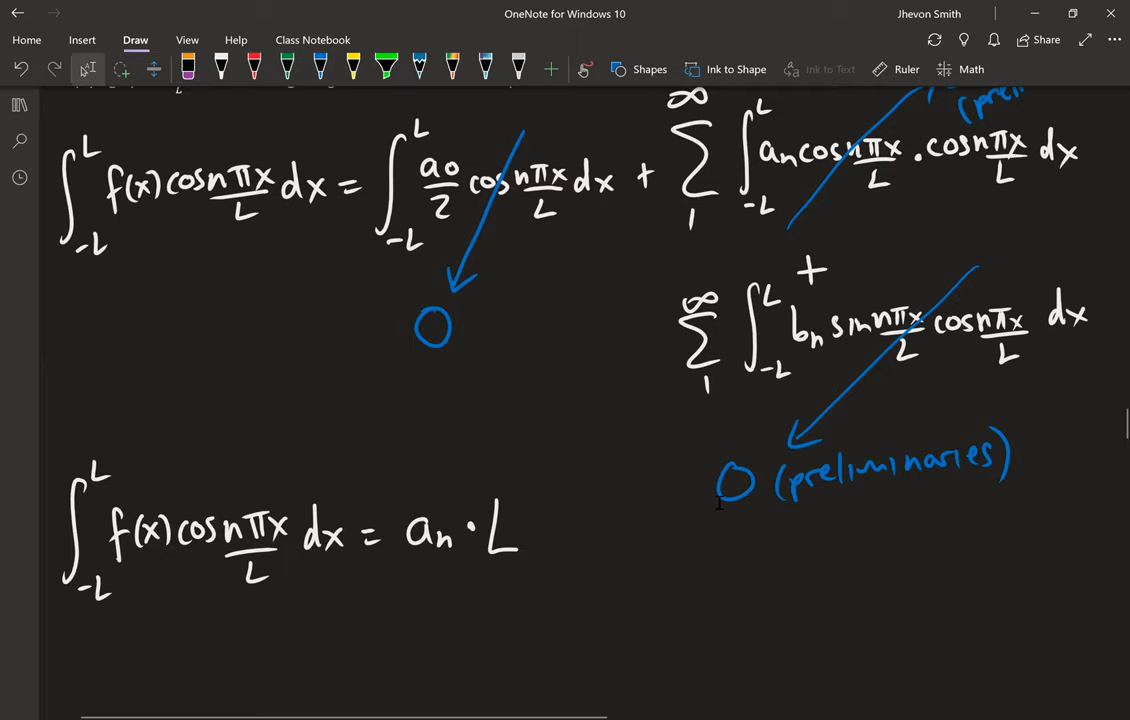 OneNote for Windows 10
Jhevon Smith
Home Insert Draw View Help Class Notebook
Share
Shapes Ink to Shape Ink to Text Ruler Math
∞ (preli
∫_{-L}^{L} f(x)cos nπx/L dx = ∫_{-L}^{L} a0/2 cos nπx/L dx + ∑_{1}^{∞} ∫_{-L}^{L} an cos nπx/L · cos nπx/L dx
0
+
∑_{1}^{∞} ∫_{-L}^{L} bn sin nπx/L cos nπx/L dx
0 (preliminaries)
∫_{-L}^{L} f(x)cos nπx/L dx = an · L